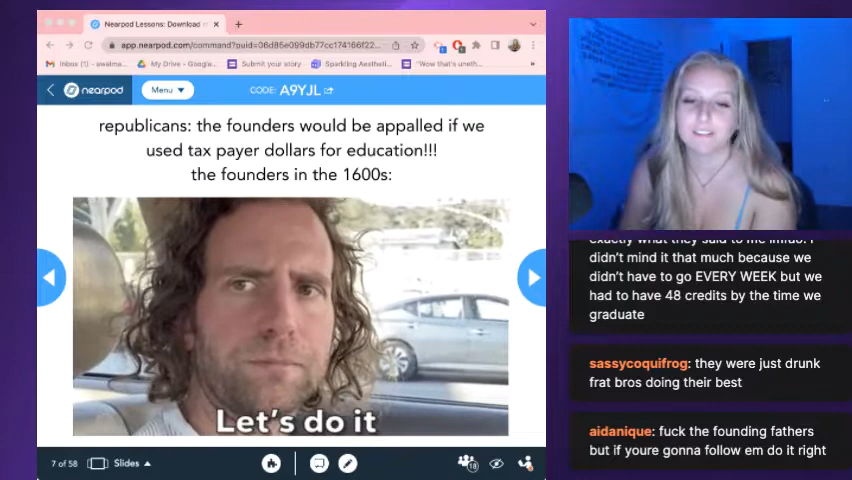 Nearpod Lessons: Download
app.nearpod.com/command?puid=06d85e099db77cc174166f22...
Inbox (1) - awalma...
My Drive - Google...
Submit your story
Sparkling Aestheti...
"Wow that's uneth...
»
nearpod
Menu
CODE: A9YJL
republicans: the founders would be appalled if we
used tax payer dollars for education!!!
the founders in the 1600s:
Let's do it
7 of 58
Slides
18
exactly what they said to me lmfao. I
didn't mind it that much because we
didn't have to go EVERY WEEK but we
had to have 48 credits by the time we
graduate
sassycoquifrog: they were just drunk
frat bros doing their best
aidanique: fuck the founding fathers
but if youre gonna follow em do it right